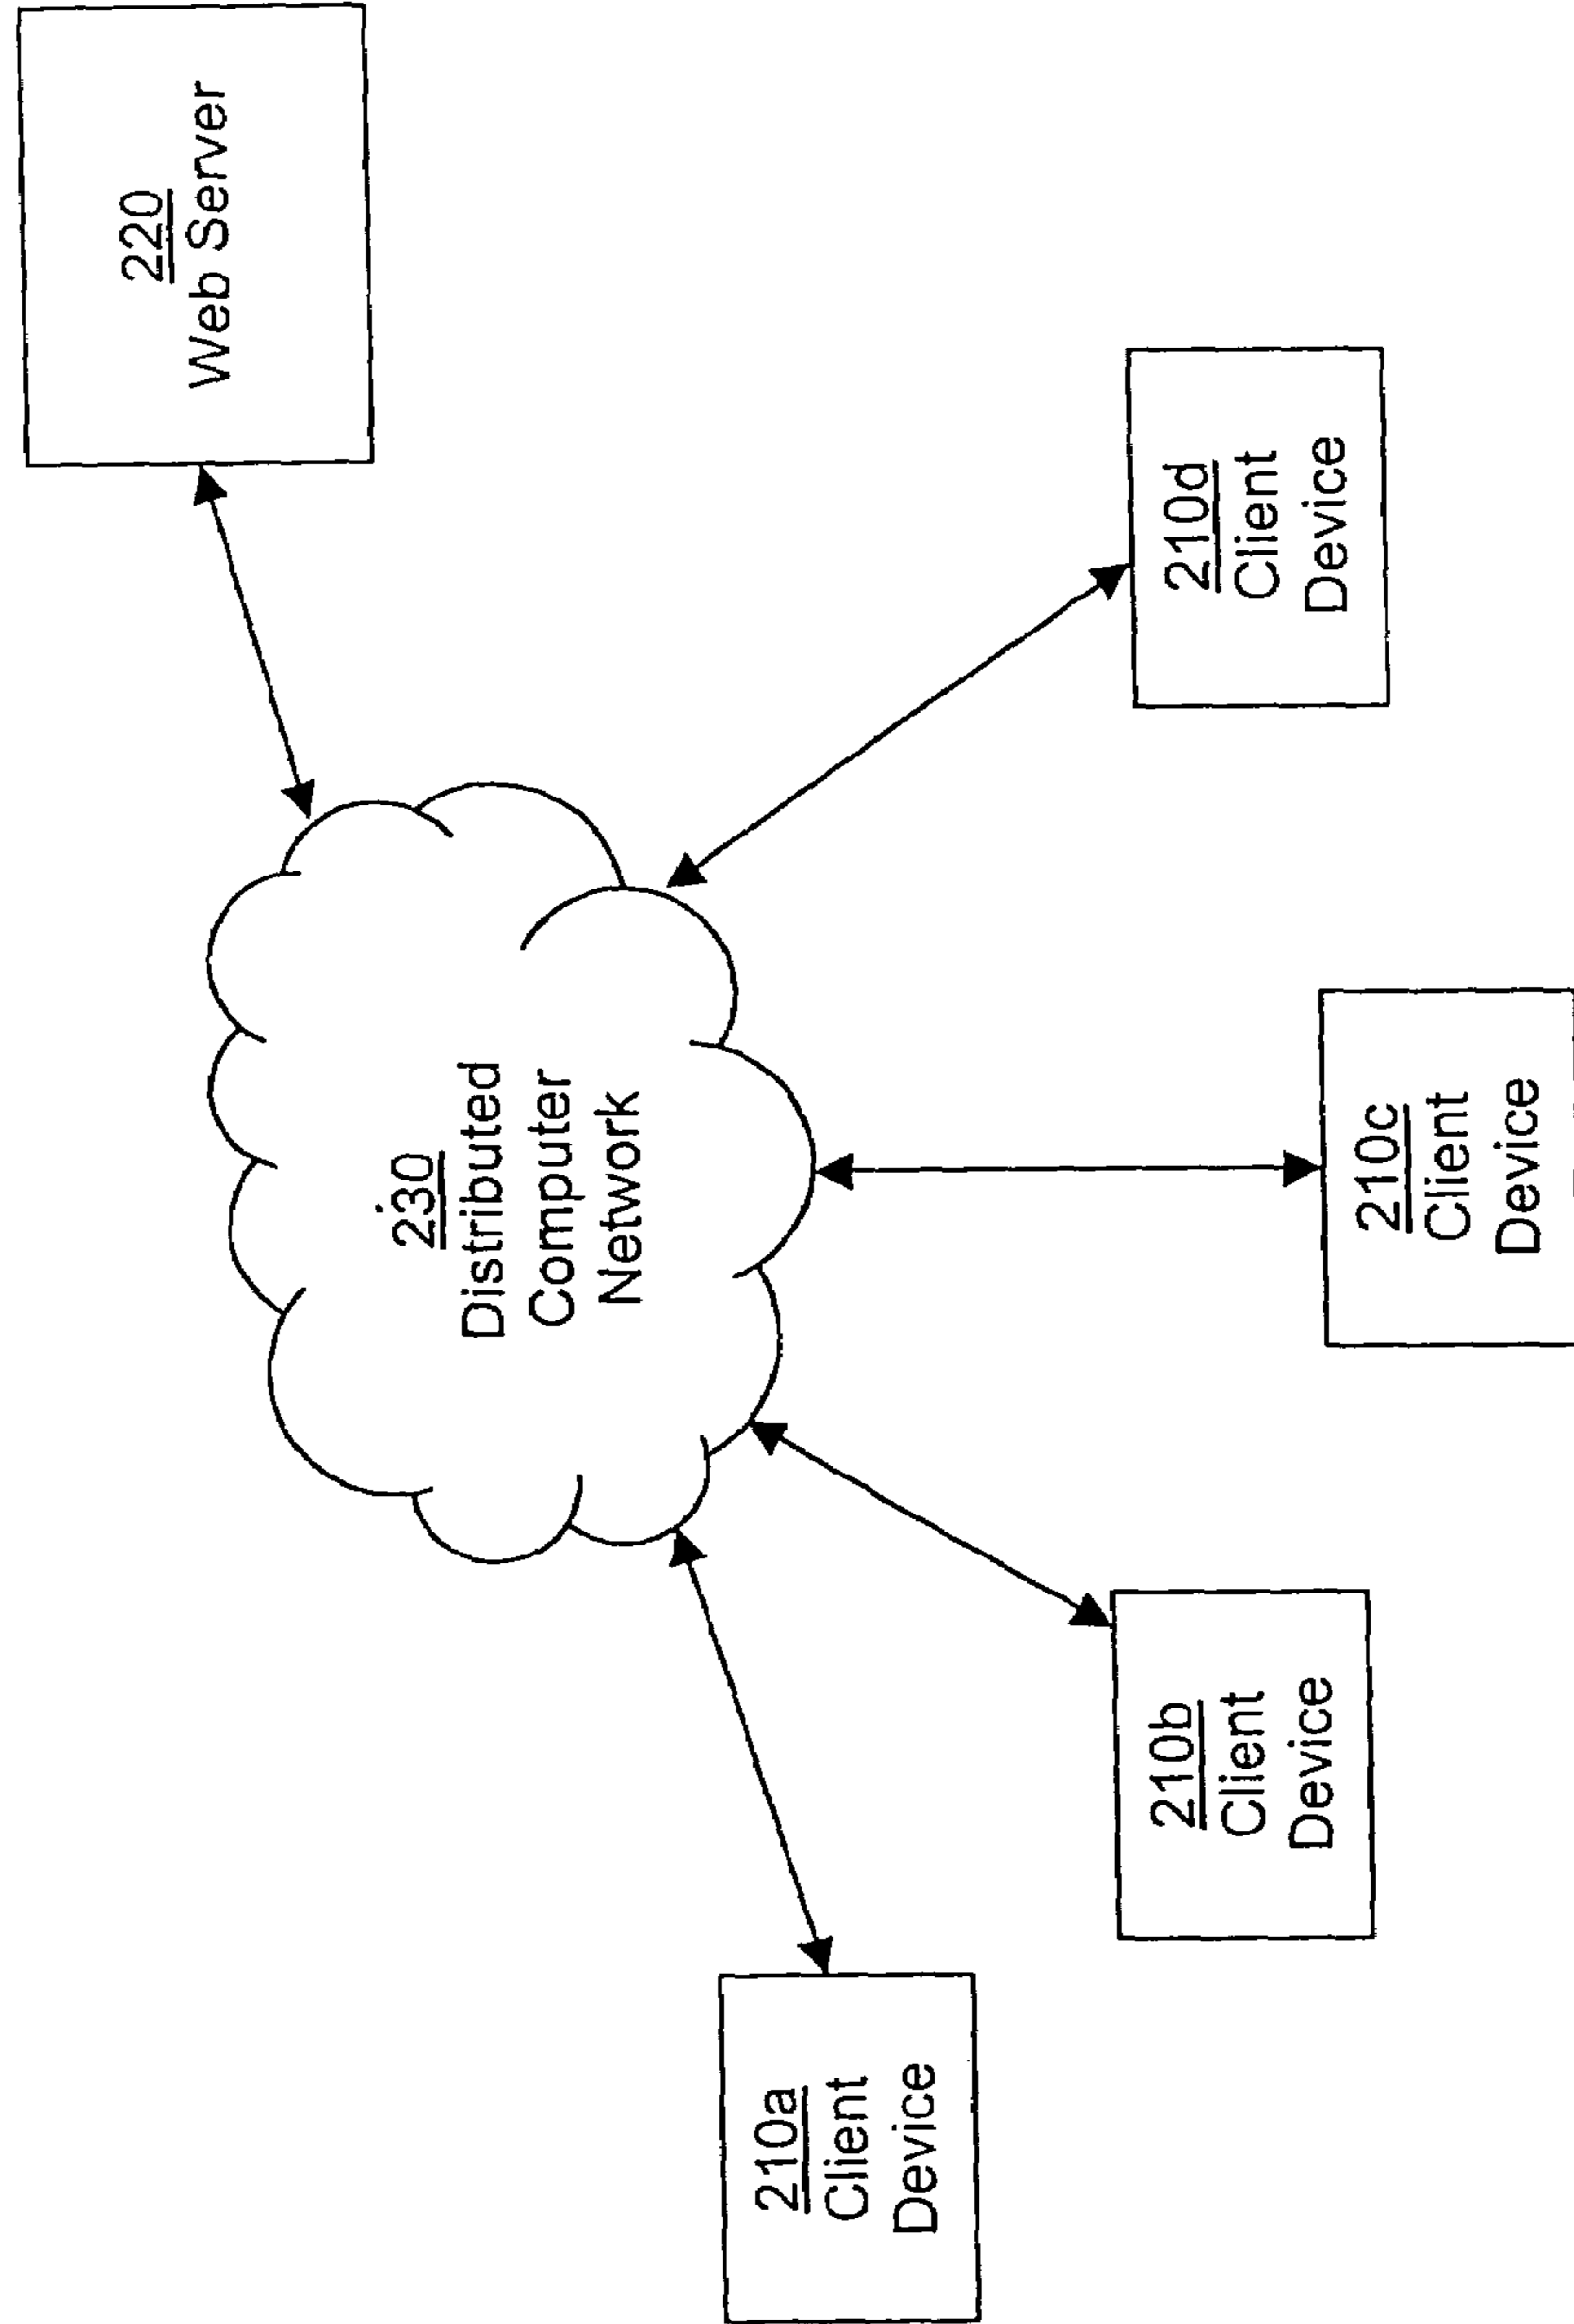 220
Web Server
230
Distributed
Computer
Network
210a
Client
Device
210b
Client
Device
210c
Client
Device
210d
Client
Device